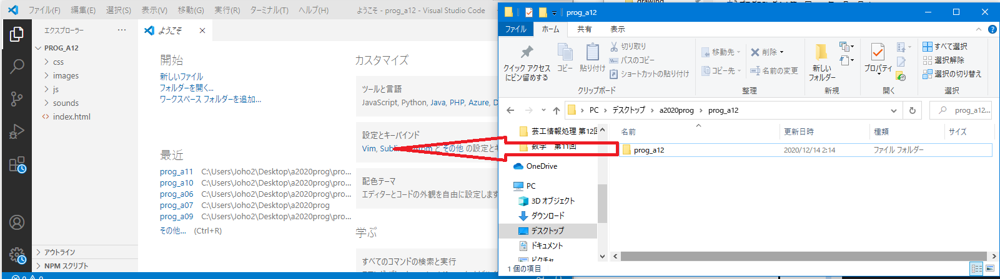 ファイル(F) 編集(E) 選択(S) 表示(V) 移動(G) 実行(R) ターミナル(T) ヘルプ(H) ようこそ - prog_a12 - Visual Studio Code
エクスプローラー
PROG_A12
css
images
js
sounds
index.html
アウトライン
NPM スクリプト
0 0
ようこそ
開始
新しいファイル
フォルダーを開く...
ワークスペース フォルダーを追加...
最近
prog_a11 C:\Users\Joho2\Desktop\a2020prog\pro...
prog_a10 C:\Users\Joho2\Desktop\a2020prog\pro...
prog_a06 C:\Users\Joho2\Desktop\a2020prog\pro...
prog_a07 C:\Users\Joho2\Desktop\a2020prog
prog_a09 C:\Users\Joho2\Desktop\a2020prog\pro...
その他... (Ctrl+R)
カスタマイズ
ツールと言語
JavaScript, Python, Java, PHP, Azure, D
設定とキーバインド
Vim, と その他 の設定とキ
配色テーマ
エディターとコードの外観を自由に設定します
学ぶ
すべてのコマンドの検索と実行
drawing
prog_a12
ファイル ホーム 共有 表示
クイック アクセス
にピン留めする
コピー
貼り付け
切り取り
パスのコピー
ショートカットの貼り付け
クリップボード
移動先
コピー先
削除
名前の変更
整理
新しい
フォルダー
新規
プロパティ
開く
すべて選択
選択解除
選択の切り替え
選択
PC デスクトップ a2020prog prog_a12
prog_a12...
芸工情報処理 第12回
数学 第11回
OneDrive
PC
3D オブジェクト
ダウンロード
デスクトップ
ドキュメント
ピクチャ
名前 更新日時 種類 サイズ
prog_a12 2020/12/14 2:14 ファイル フォルダー
1 個の項目